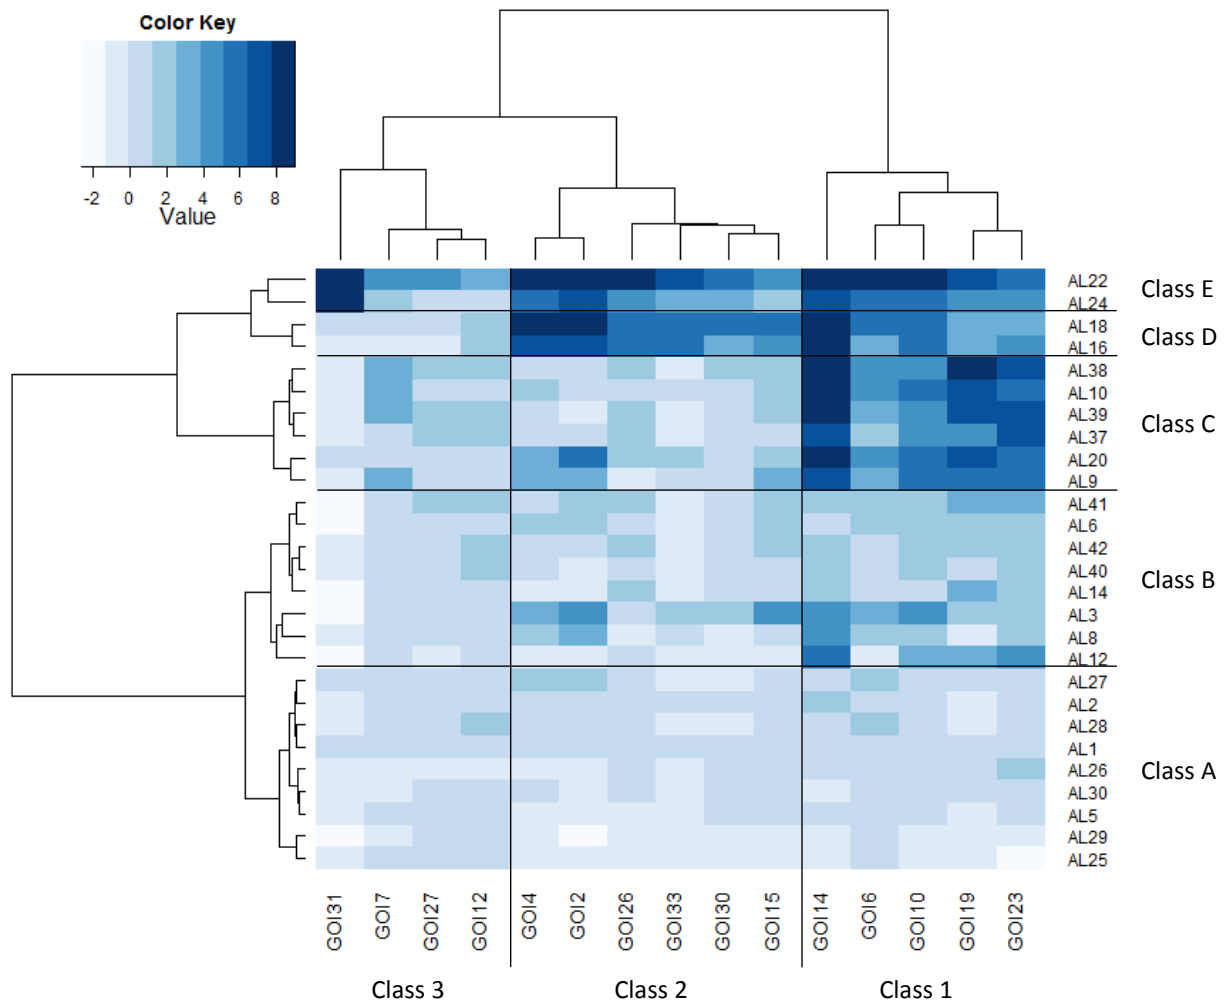 Color Key
-2 0 2 4 6 8
Value
AL22
AL24
AL18
AL16
AL38
AL10
AL39
AL37
AL20
AL9
AL41
AL6
AL42
AL40
AL14
AL3
AL8
AL12
AL27
AL2
AL28
AL1
AL26
AL30
AL5
AL29
AL25
Class E
Class D
Class C
Class B
Class A
GOI31
GOI7
GOI27
GOI12
GOI4
GOI2
GOI26
GOI33
GOI30
GOI15
GOI14
GOI6
GOI10
GOI19
GOI23
Class 3
Class 2
Class 1